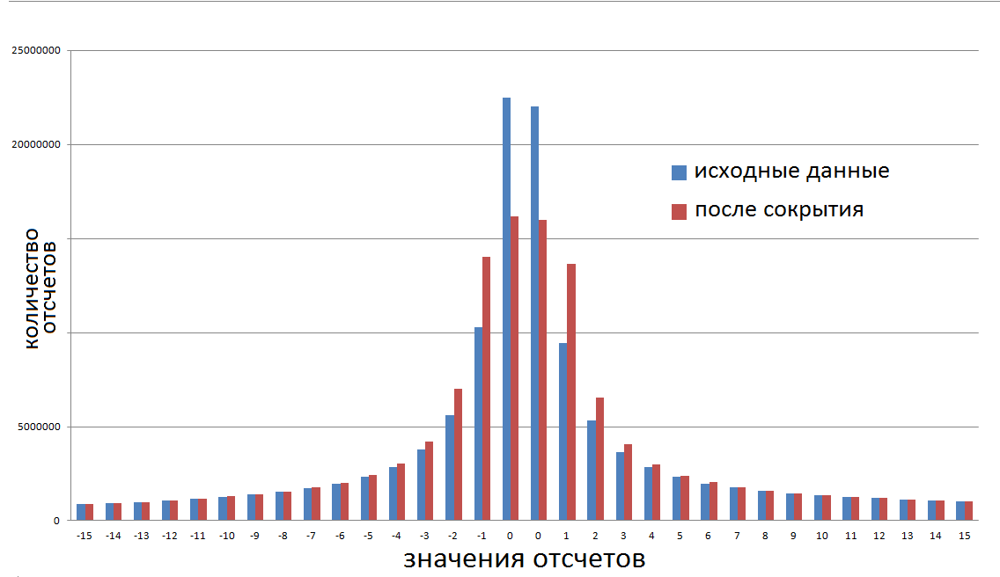 25000000
20000000
5000000
0
исходные данные
после сокрытия
количество
отсчетов
-15 -14 -13 -12 -11 -10 -9 -8 -7 -6 -5 -4 -3 -2 -1 0 0 1 2 3 4 5 6 7 8 9 10 11 12 13 14 15
значения отсчетов